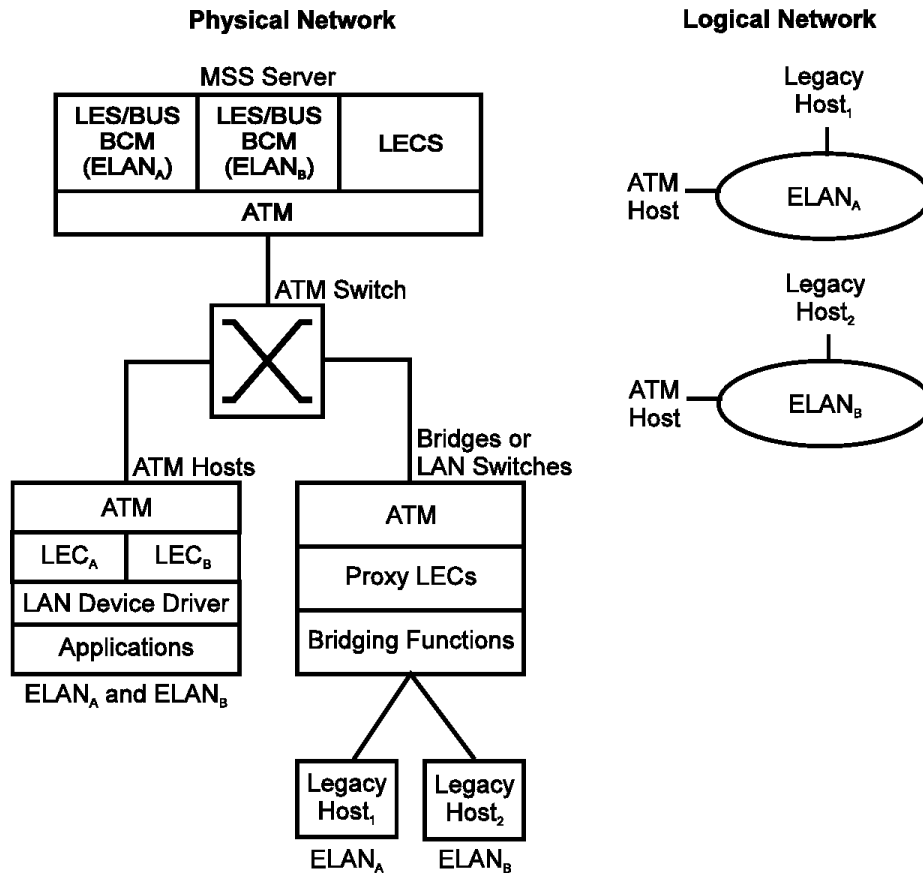 Physical Network
MSS Server
LES/BUS
BCM
(ELANA)
LES/BUS
BCM
(ELANB)
LECS
ATM
ATM Switch
ATM Hosts
ATM
LECA
LECB
LAN Device Driver
Applications
ELANA and ELANB
Bridges or
LAN Switches
ATM
Proxy LECs
Bridging Functions
Legacy
Host1
ELANA
Legacy
Host2
ELANB
Logical Network
Legacy
Host1
ATM
Host
ELANA
Legacy
Host2
ATM
Host
ELANB